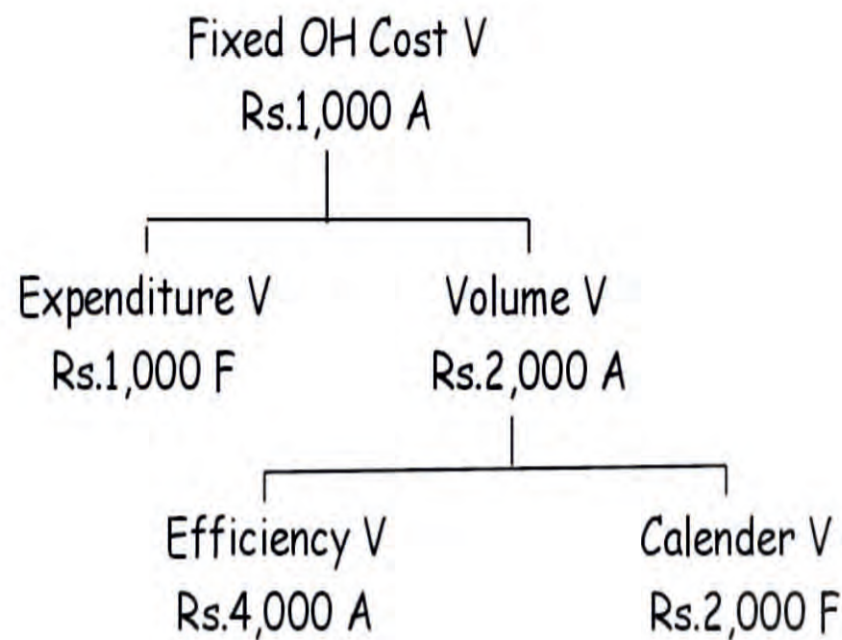 Fixed OH Cost V
Rs.1,000 A
Expenditure V
Rs.1,000 F
Volume V
Rs.2,000 A
Efficiency V
Rs.4,000 A
Calender V
Rs.2,000 F